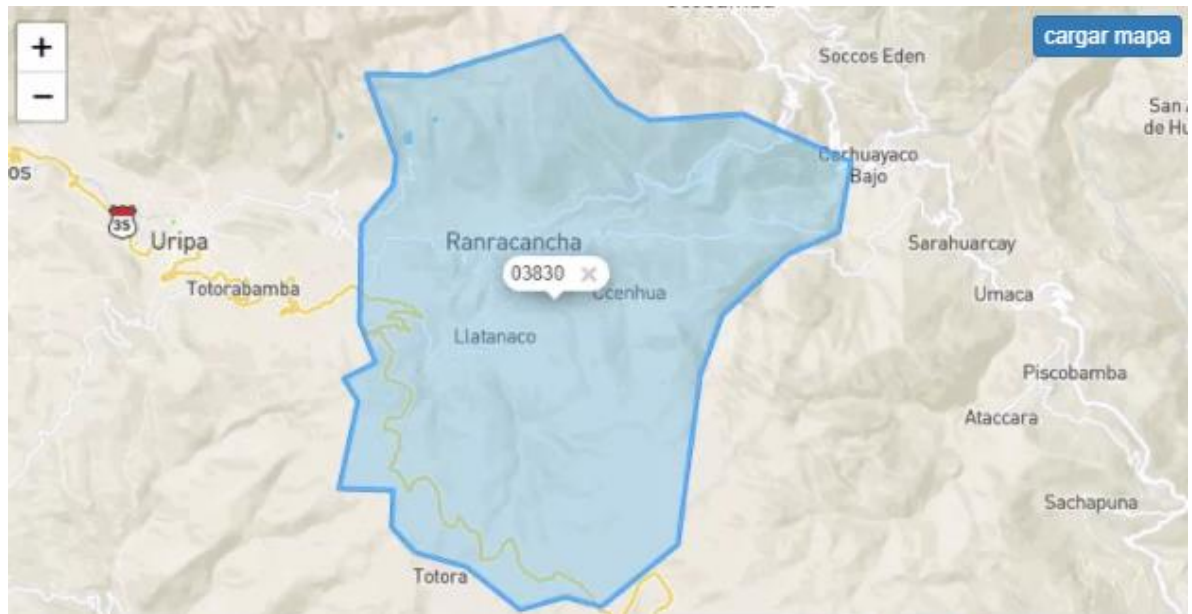 +
cargar mapa
−
Soccos Eden
San
de Hu
Cachuayaco
Bajo
os
35
Uripa
Ranracancha
Sarahuarcay
03830 ×
Totorabamba
Ccenhua
Umaca
Llatanaco
Piscobamba
Ataccara
Sachapuna
Totora